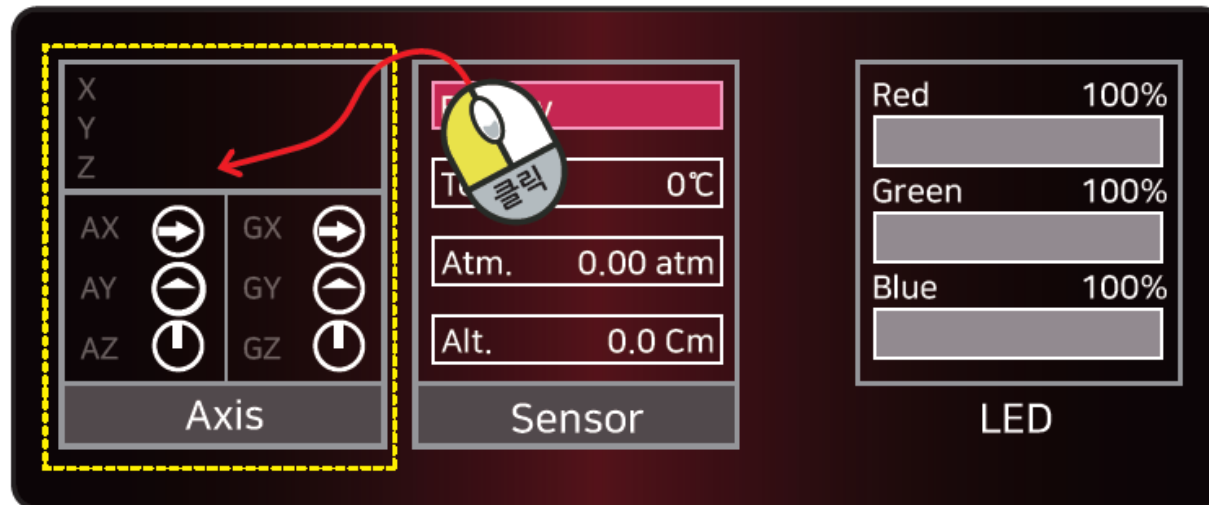 X
Y
Z
AX
GX
AY
GY
AZ
GZ
Axis
0℃
Atm. 0.00 atm
Alt. 0.0 Cm
Sensor
클릭
Red 100%
Green 100%
Blue 100%
LED